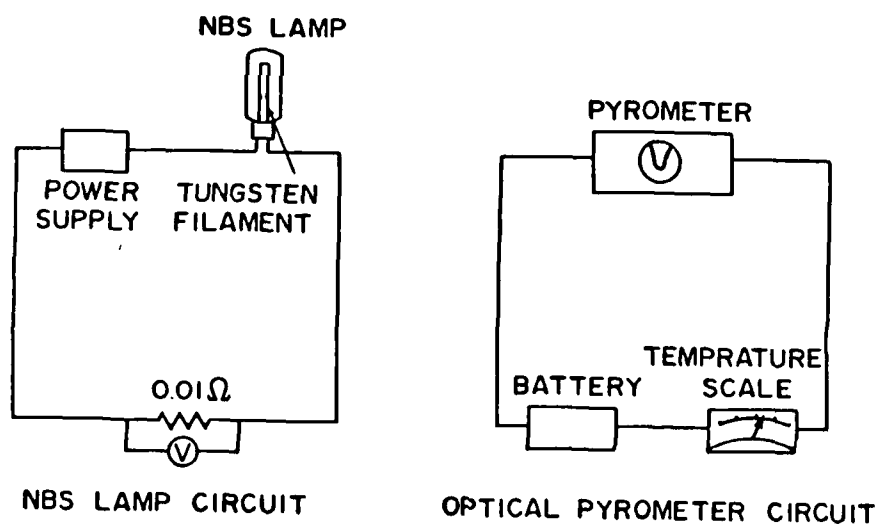 NBS LAMP
POWER
SUPPLY
TUNGSTEN
FILAMENT
0.01Ω
V
NBS LAMP CIRCUIT
PYROMETER
BATTERY
TEMPRATURE
SCALE
OPTICAL PYROMETER CIRCUIT